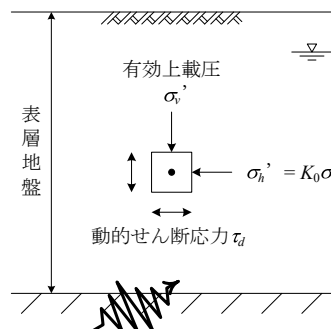 有効上載圧
σv’
表層地盤
σh’ = K0σ
動的せん断応力τd